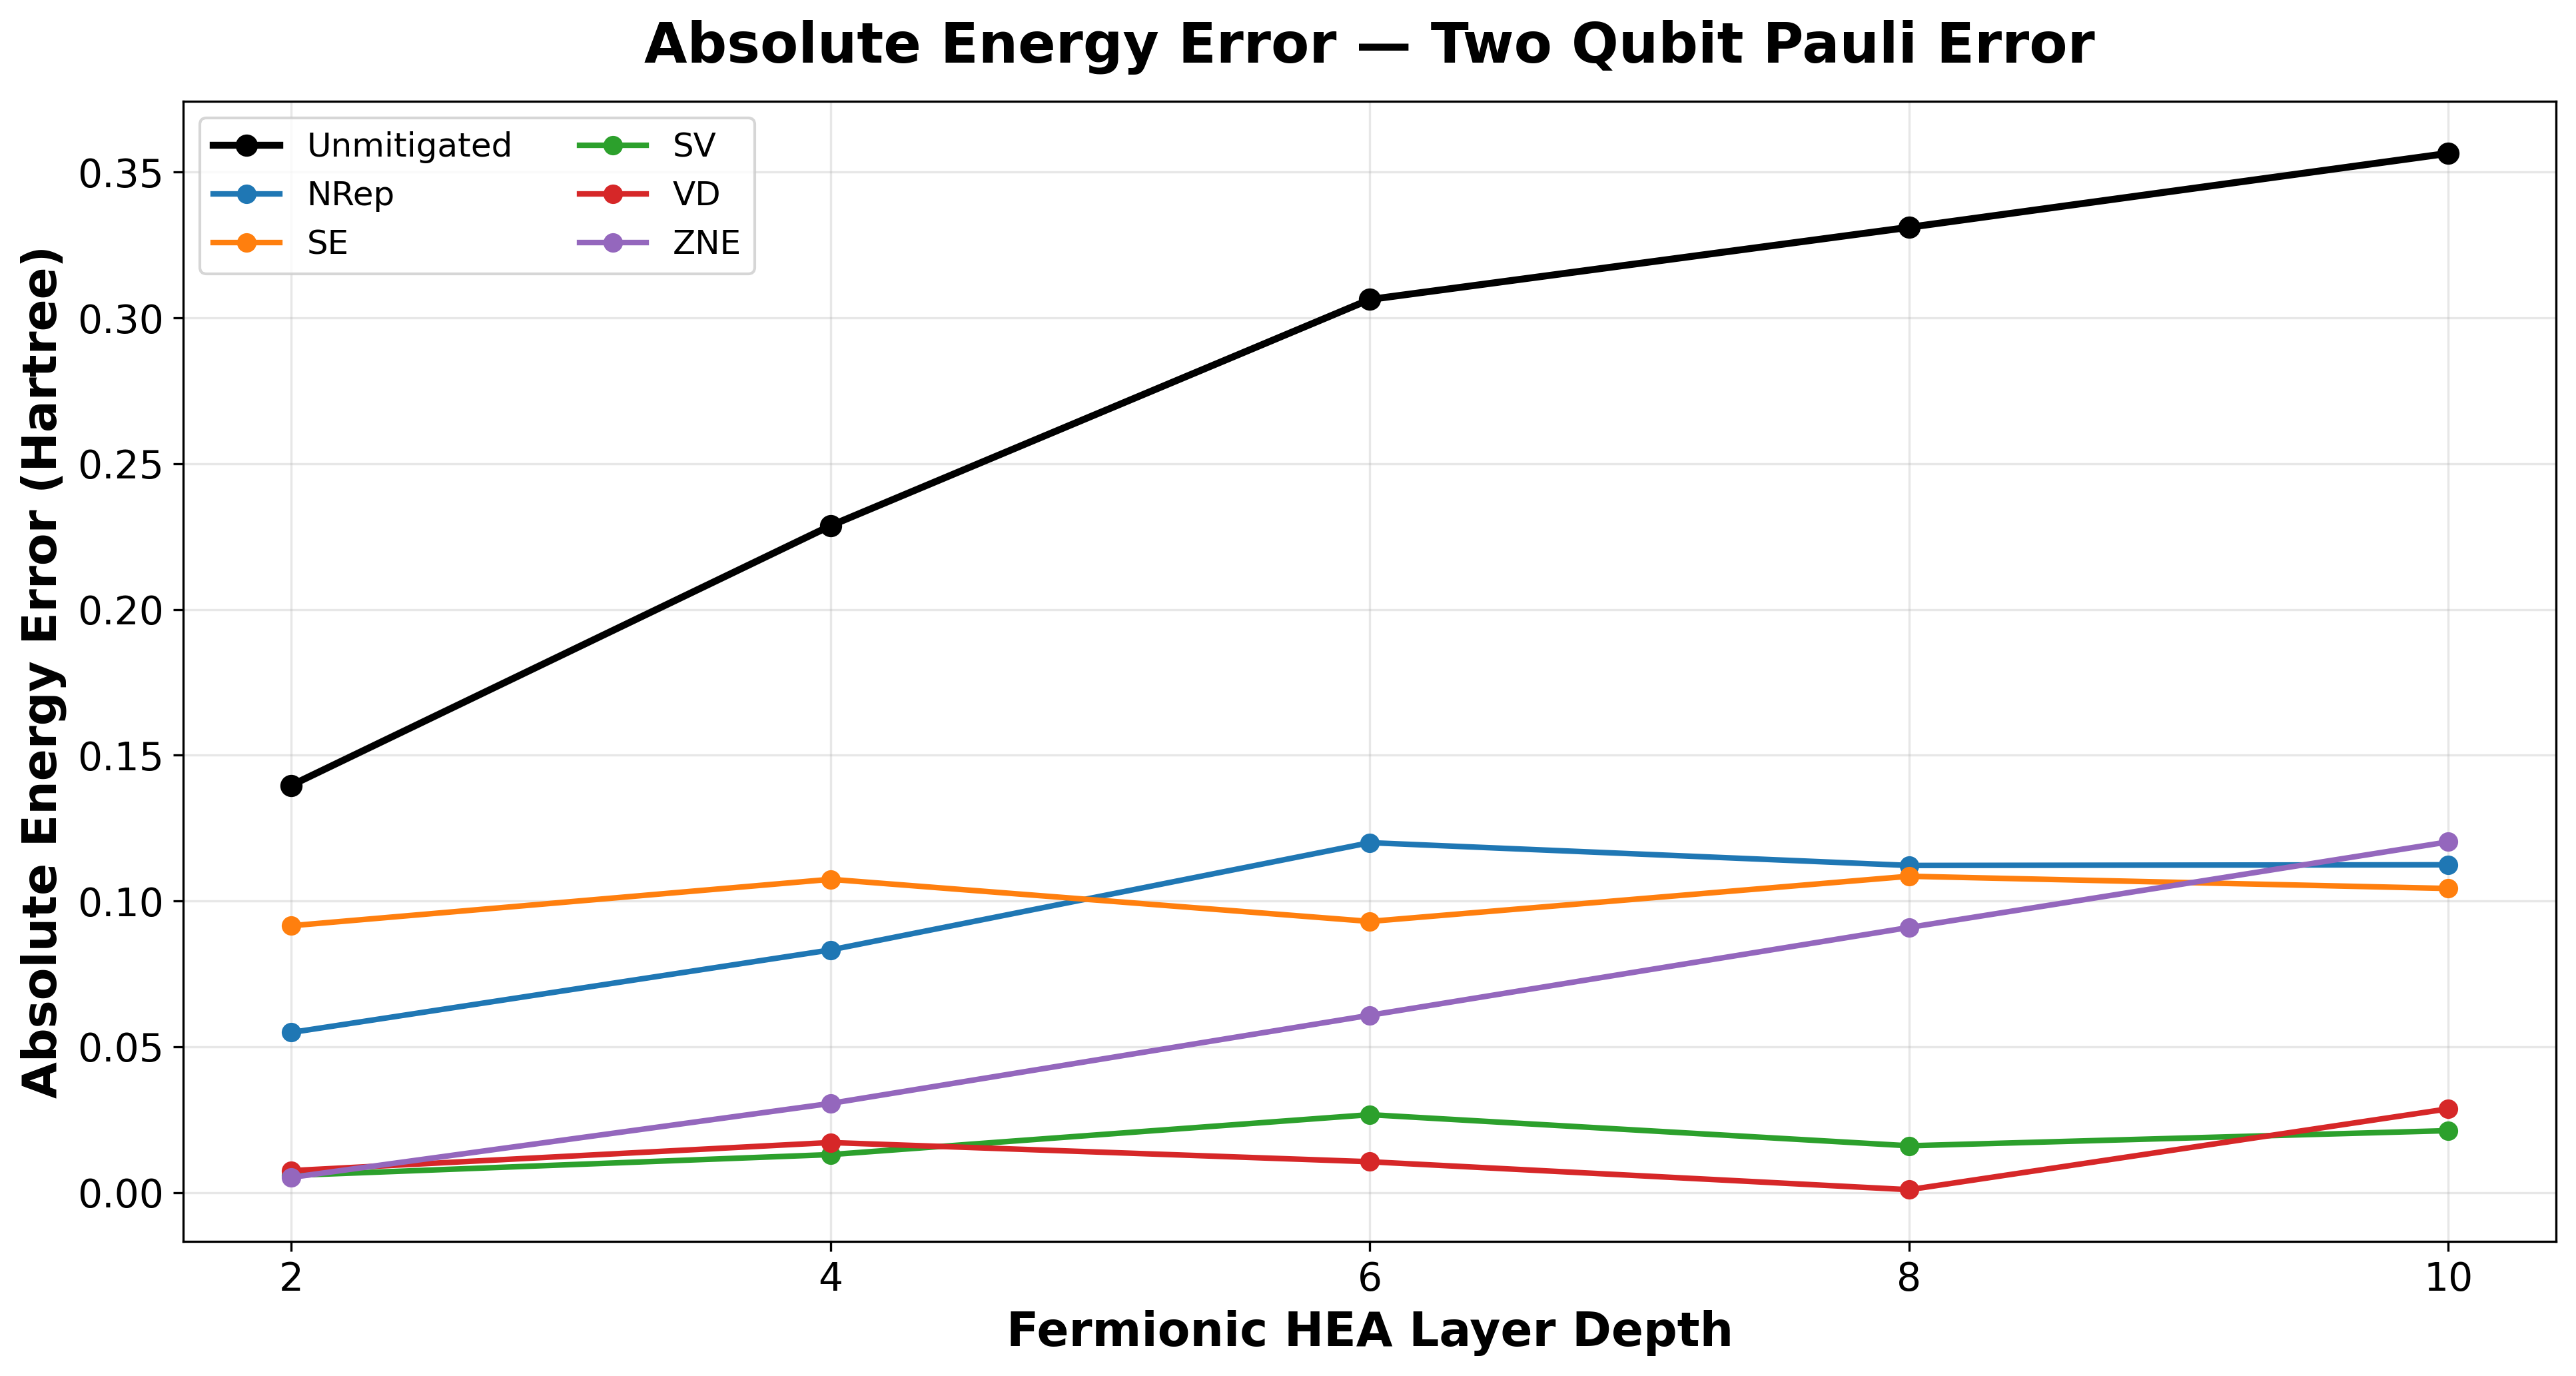 Absolute Energy Error — Two Qubit Pauli Error
Absolute Energy Error (Hartree)
Unmitigated
NRep
SE
SV
VD
ZNE
0.35
0.30
0.25
0.20
0.15
0.10
0.05
0.00
2 4 6 8 10
Fermionic HEA Layer Depth